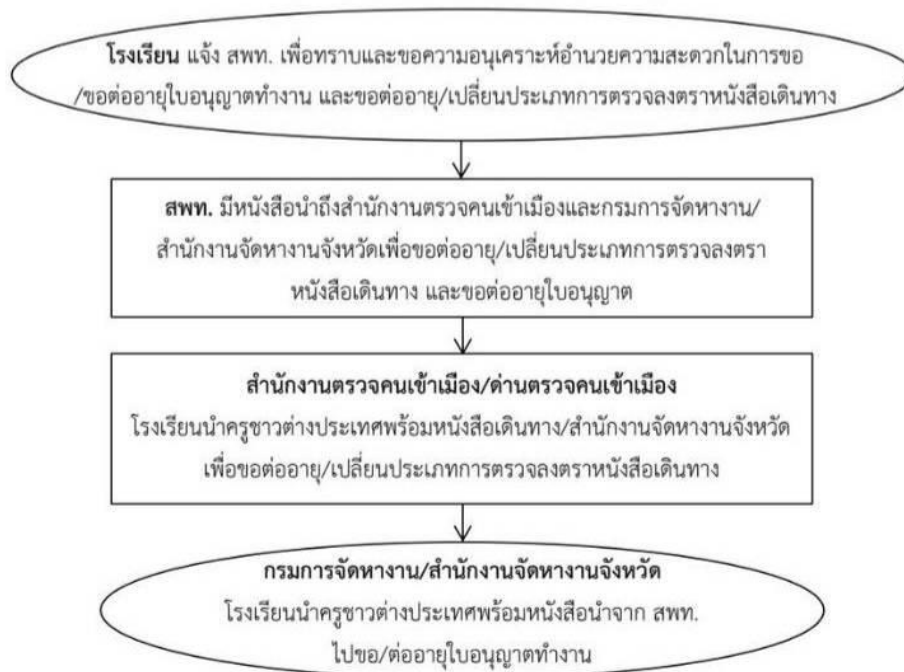 โรงเรียน แจ้ง สพท. เพื่อทราบและขอความอนุเคราะห์อำนวยความสะดวกในการขอ
/ขอต่ออายุใบอนุญาตทำงาน และขอต่ออายุ/เปลี่ยนประเภทการตรวจลงตราหนังสือเดินทาง
สพท. มีหนังสือนำถึงสำนักงานตรวจคนเข้าเมืองและกรมการจัดหางาน/
สำนักงานจัดหางานจังหวัดเพื่อขอต่ออายุ/เปลี่ยนประเภทการตรวจลงตรา
หนังสือเดินทาง และขอต่ออายุใบอนุญาต
สำนักงานตรวจคนเข้าเมือง/ด่านตรวจคนเข้าเมือง
โรงเรียนนำครูชาวต่างประเทศพร้อมหนังสือเดินทาง/สำนักงานจัดหางานจังหวัด
เพื่อขอต่ออายุ/เปลี่ยนประเภทการตรวจลงตราหนังสือเดินทาง
กรมการจัดหางาน/สำนักงานจัดหางานจังหวัด
โรงเรียนนำครูชาวต่างประเทศพร้อมหนังสือนำจาก สพท.
ไปขอ/ต่ออายุใบอนุญาตทำงาน